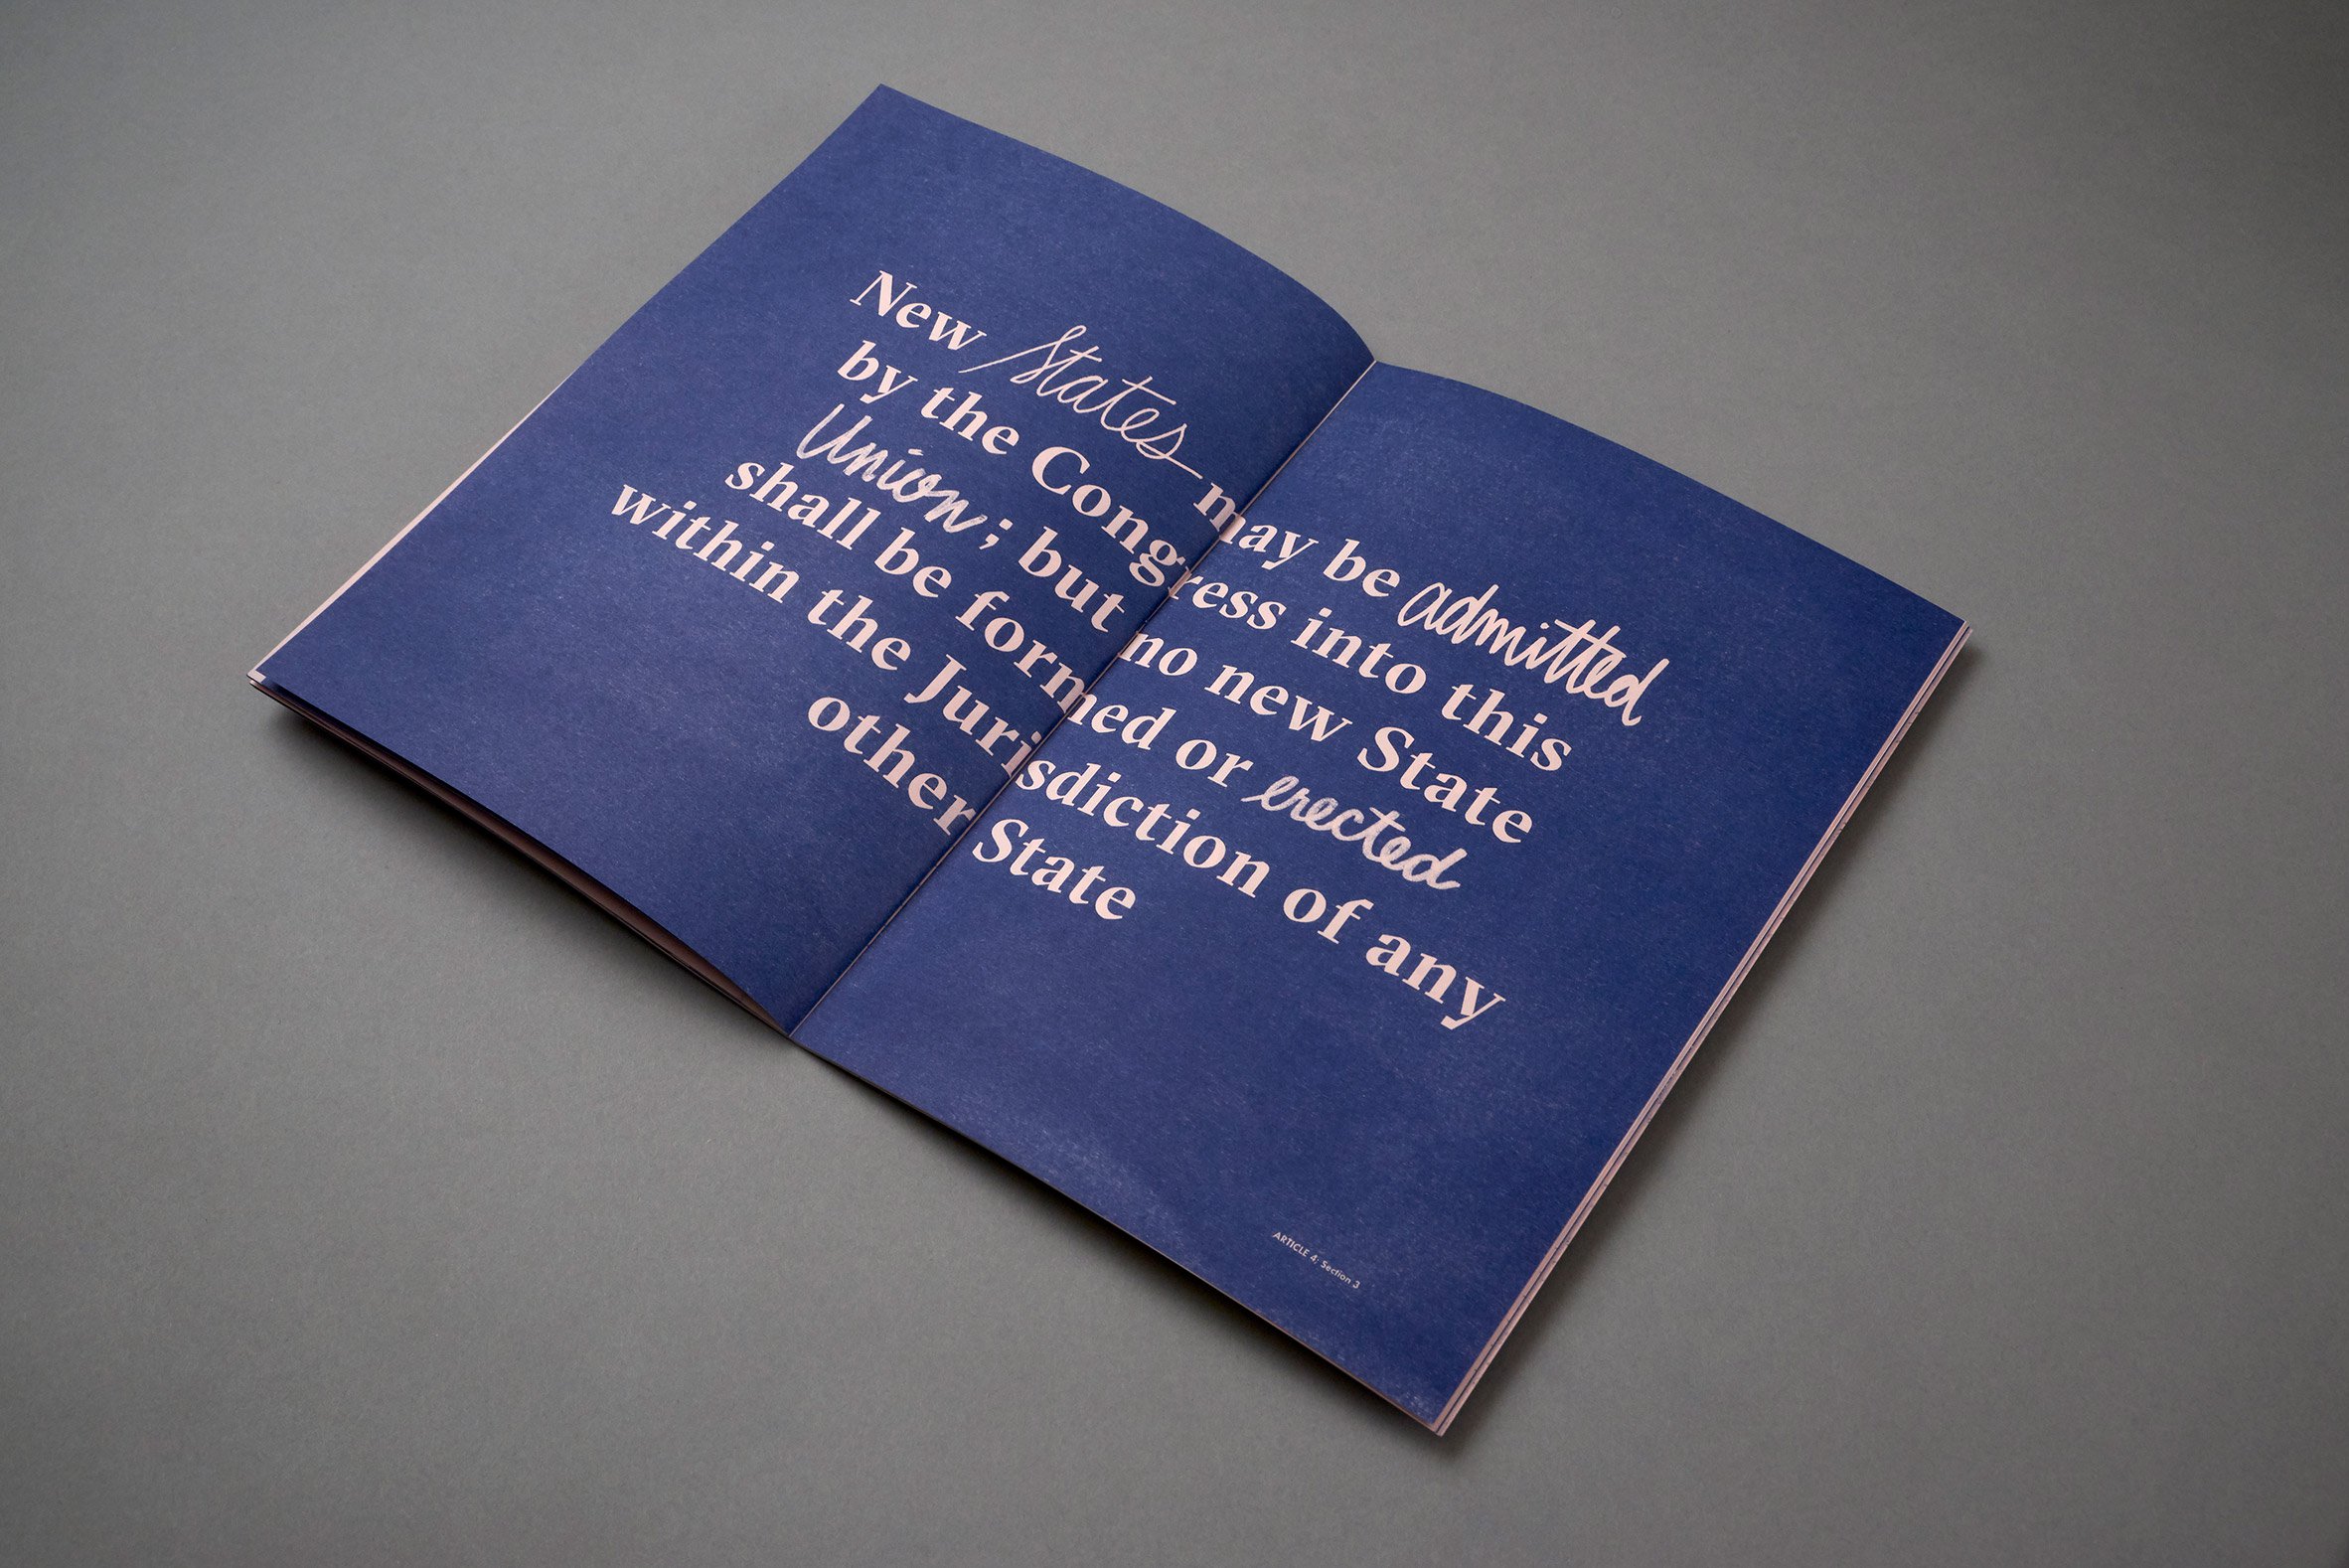 New States may be admitted
by the Congress into this
Union; but no new State
shall be formed or erected
within the Jurisdiction of any
other State
ARTICLE 4, Section 3